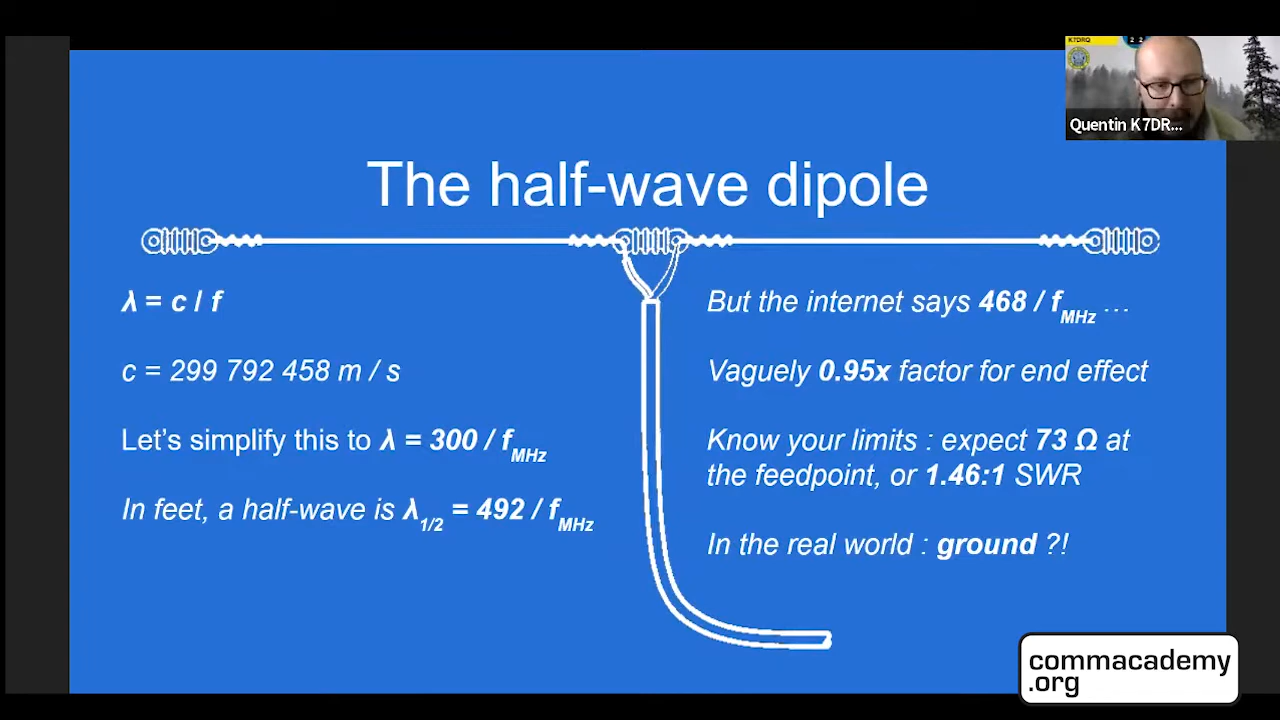 K7DRQ
2 2
Quentin K7DR...
The half-wave dipole
λ = c / f
c = 299 792 458 m / s
Let's simplify this to λ = 300 / fMHz
In feet, a half-wave is λ1/2 = 492 / fMHz
But the internet says 468 / fMHz …
Vaguely 0.95x factor for end effect
Know your limits : expect 73 Ω at
the feedpoint, or 1.46:1 SWR
In the real world : ground ?!
commacademy
.org